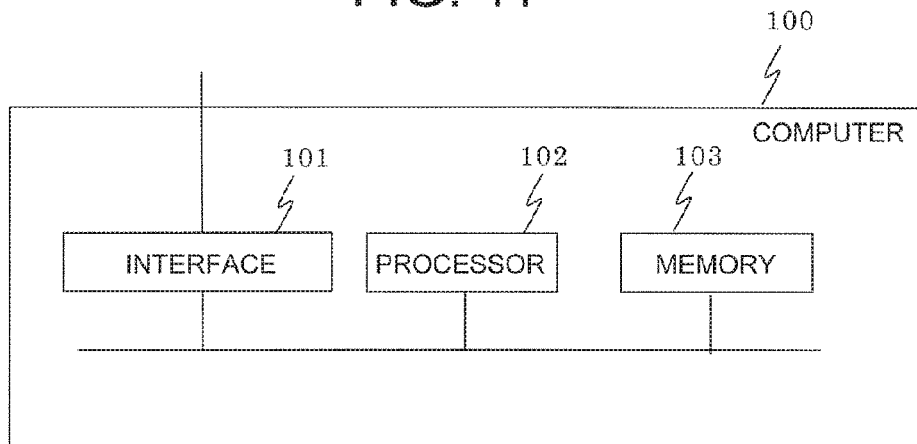 100
COMPUTER
101
102
103
INTERFACE
PROCESSOR
MEMORY